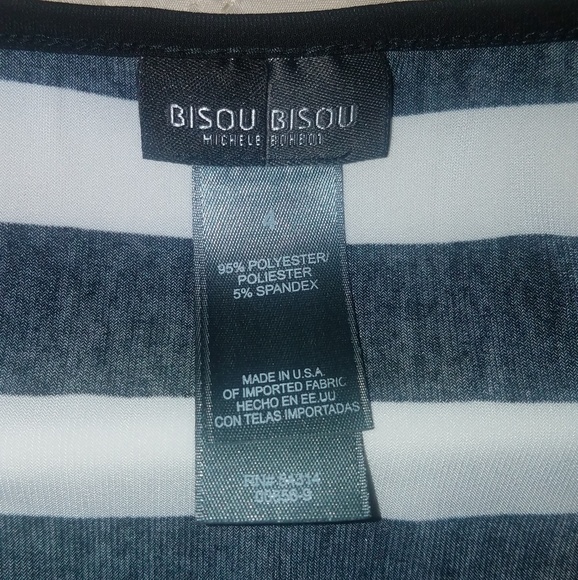 BISOU BISOU
MICHELE BOHBOT
4
95% POLYESTER/
POLIESTER
5% SPANDEX
MADE IN U.S.A.
OF IMPORTED FABRIC
HECHO EN EE.UU
CON TELAS IMPORTADAS
RN#